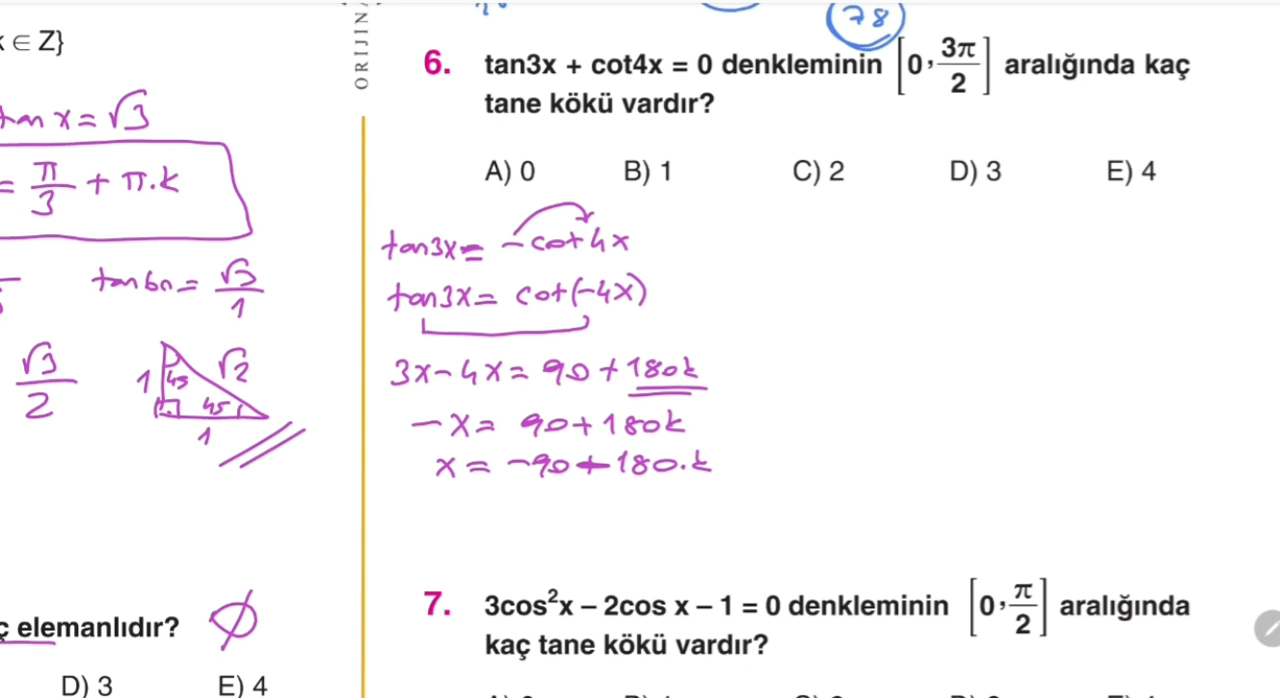 78
k ∈ Z}
ORİJİN
6. tan3x + cot4x = 0 denkleminin [0, 3π/2] aralığında kaç
tane kökü vardır?
A) 0 B) 1 C) 2 D) 3 E) 4
tan x = √3
= π/3 + π.k
tan60 = √3/1
√3/2
1 45 √2
45
1
tan3x = -cot4x
tan3x = cot(-4x)
3x-4x = 90+180k
-x = 90+180k
x = -90+180.k
elemanlıdır? ∅
D) 3 E) 4
7. 3cos²x – 2cos x – 1 = 0 denkleminin [0, π/2] aralığında
kaç tane kökü vardır?